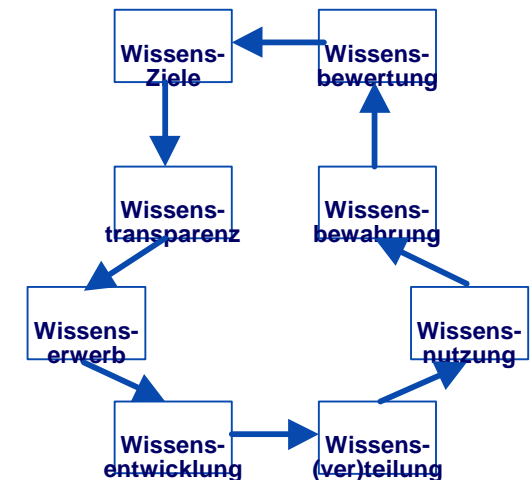 Wissens-
Ziele
Wissens-
bewertung
Wissens-
transparenz
Wissens-
bewahrung
Wissens-
erwerb
Wissens-
nutzung
Wissens-
entwicklung
Wissens-
(ver)teilung